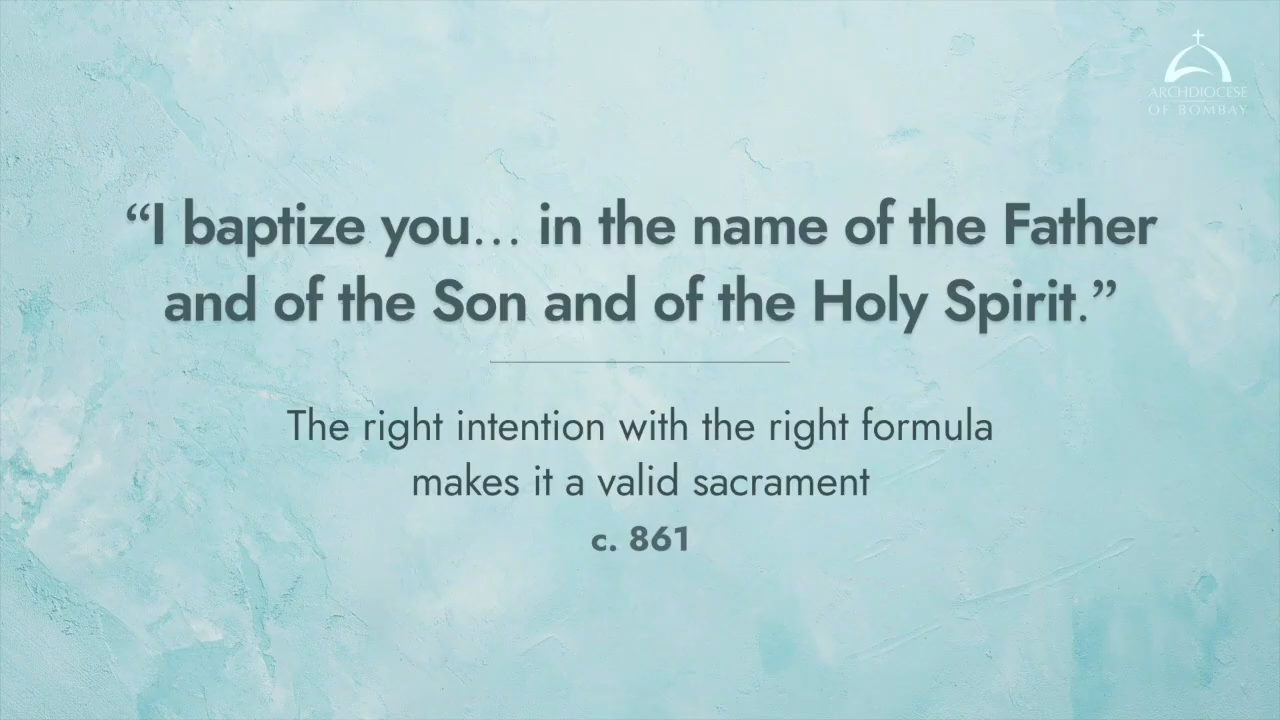 ARCHDIOCESE
OF BOMBAY
“I baptize you… in the name of the Father
and of the Son and of the Holy Spirit.”
The right intention with the right formula
makes it a valid sacrament
c. 861